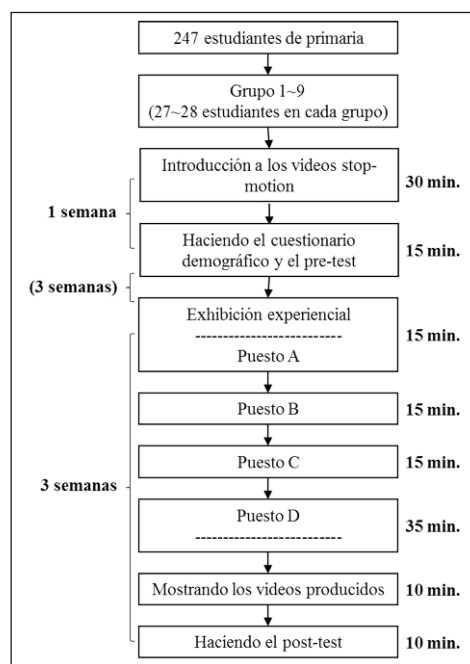 247 estudiantes de primaria
Grupo 1~9
(27~28 estudiantes en cada grupo)
Introducción a los videos stop-
motion
30 min.
1 semana
Haciendo el cuestionario
demográfico y el pre-test
15 min.
(3 semanas)
Exhibición experiencial
----------------------------
Puesto A
15 min.
Puesto B
15 min.
Puesto C
15 min.
3 semanas
Puesto D
----------------------------
35 min.
Mostrando los videos producidos
10 min.
Haciendo el post-test
10 min.